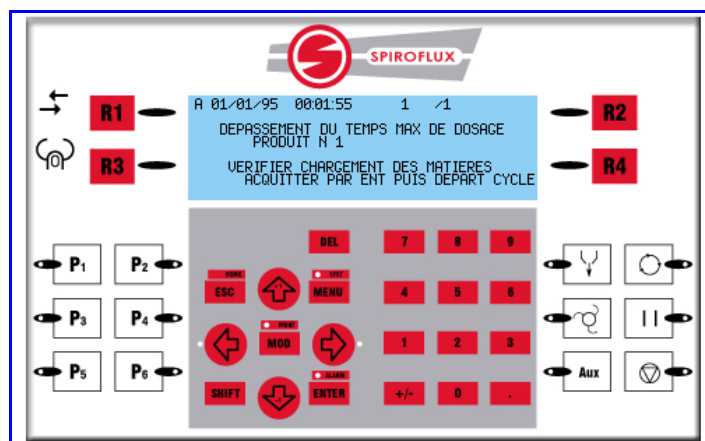 SPIROFLUX
A 01/01/95 00:01:55 1 /1
DEPASSEMENT DU TEMPS MAX DE DOSAGE
PRODUIT N 1
VERIFIER CHARGEMENT DES MATIERES
ACQUITTER PAR ENT PUIS DEPART CYCLE
R1
R2
R3
R4
DEL 7 8 9
HOME
SYST
ESC +1 MENU 4 5 6
PRINT
MOD 1 2 3
ALARM
SHIFT -1 ENTER +/- 0 .
P1 P2
P3 P4
P5 P6
Aux